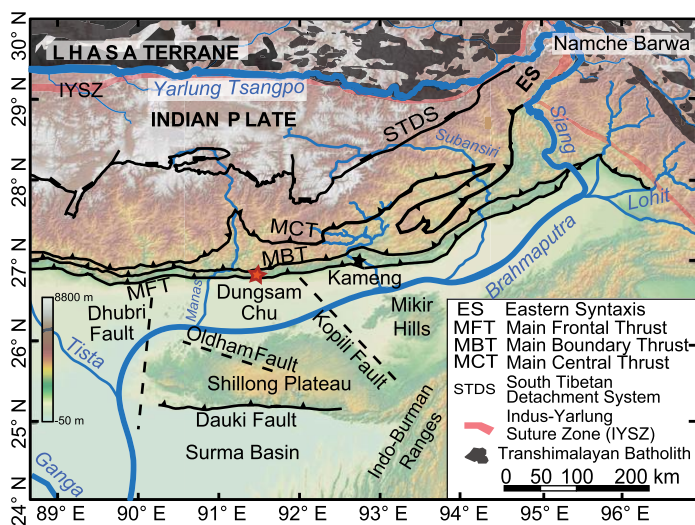 30°N
29°N
28°N
27°N
26°N
25°N
24°N
LHASA TERRANE
Namche Barwa
IYSZ
Yarlung Tsangpo
ES
INDIAN PLATE
STDS
Siang
Subansiri
MCT
Lohit
MBT
MFT
Dungsam
Chu
Kameng
Brahmaputra
Manas
8800 m
-50 m
Dhubri
Fault
Mikir
Hills
Kopili Fault
Tista
Oldham Fault
Shillong Plateau
Dauki Fault
Surma Basin
Indo-Burman
Ranges
Ganga
ES Eastern Syntaxis
MFT Main Frontal Thrust
MBT Main Boundary Thrust
MCT Main Central Thrust
STDS South Tibetan
Detachment System
Indus-Yarlung
Suture Zone (IYSZ)
Transhimalayan Batholith
0 50 100 200 km
89°E 90°E 91°E 92°E 93°E 94°E 95°E 96°E